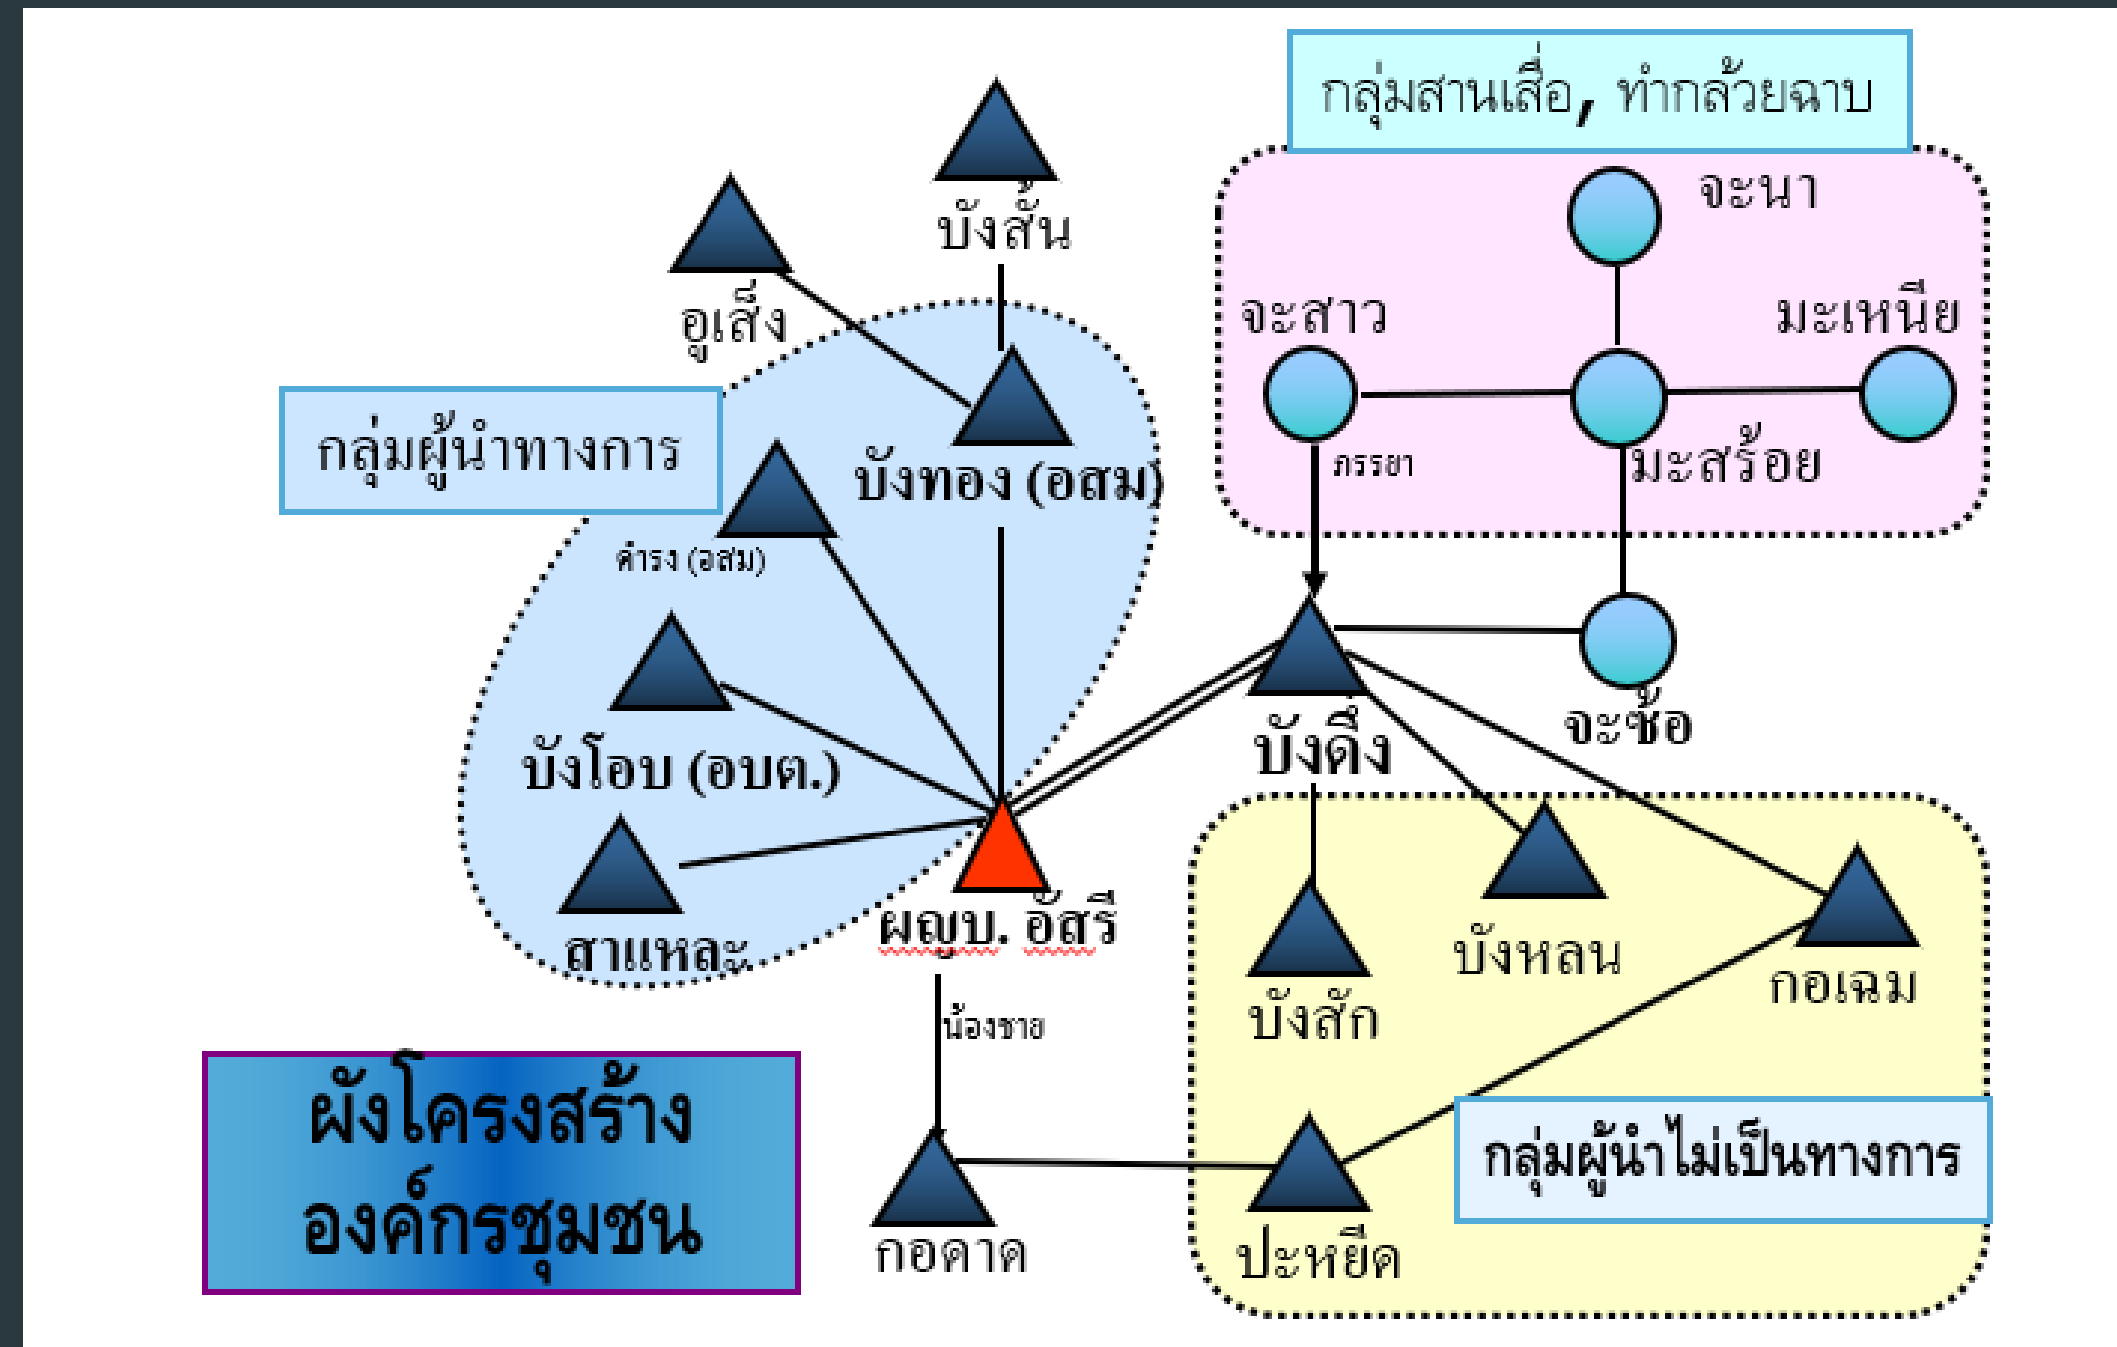 กลุ่มสานเสื่อ, ทำกล้วยฉาบ
จะนา
บังสั้น
อูเส็ง
จะสาว
มะเหนีย
กลุ่มผู้นำทางการ
บังทอง (อสม)
ภรรยา
มะสร้อย
ดำรง (อสม)
บังโอบ (อบต.)
บังดึง
จะซ้อ
สาแหละ
ผญบ. อัสรี
บังหลน
กอเฉม
บังสัก
น้องชาย
ผังโครงสร้าง
องค์กรชุมชน
กลุ่มผู้นำไม่เป็นทางการ
กอดาด
ปะหยีด